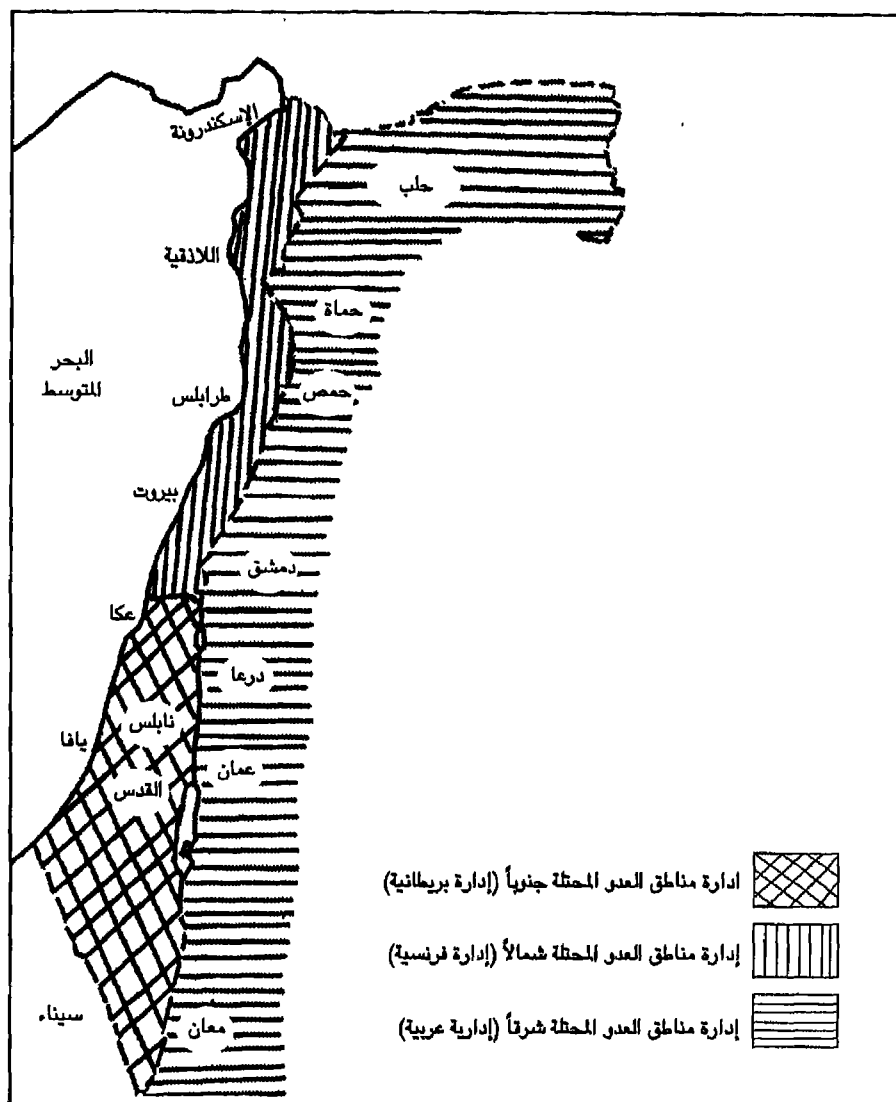 الإسكندرونة
حلب
اللاذقية
حماة
البحر
المتوسط
حمص
طرابلس
بيروت
دمشق
عكا
درعا
نابلس
يافا
عمان
القدس
ادارة مناطق العدو المحتلة جنوباً (إدارة بريطانية)
إدارة مناطق العدو المحتلة شمالاً (إدارة فرنسية)
إدارة مناطق العدو المحتلة شرقاً (إدارية عربية)
سيناء
معان